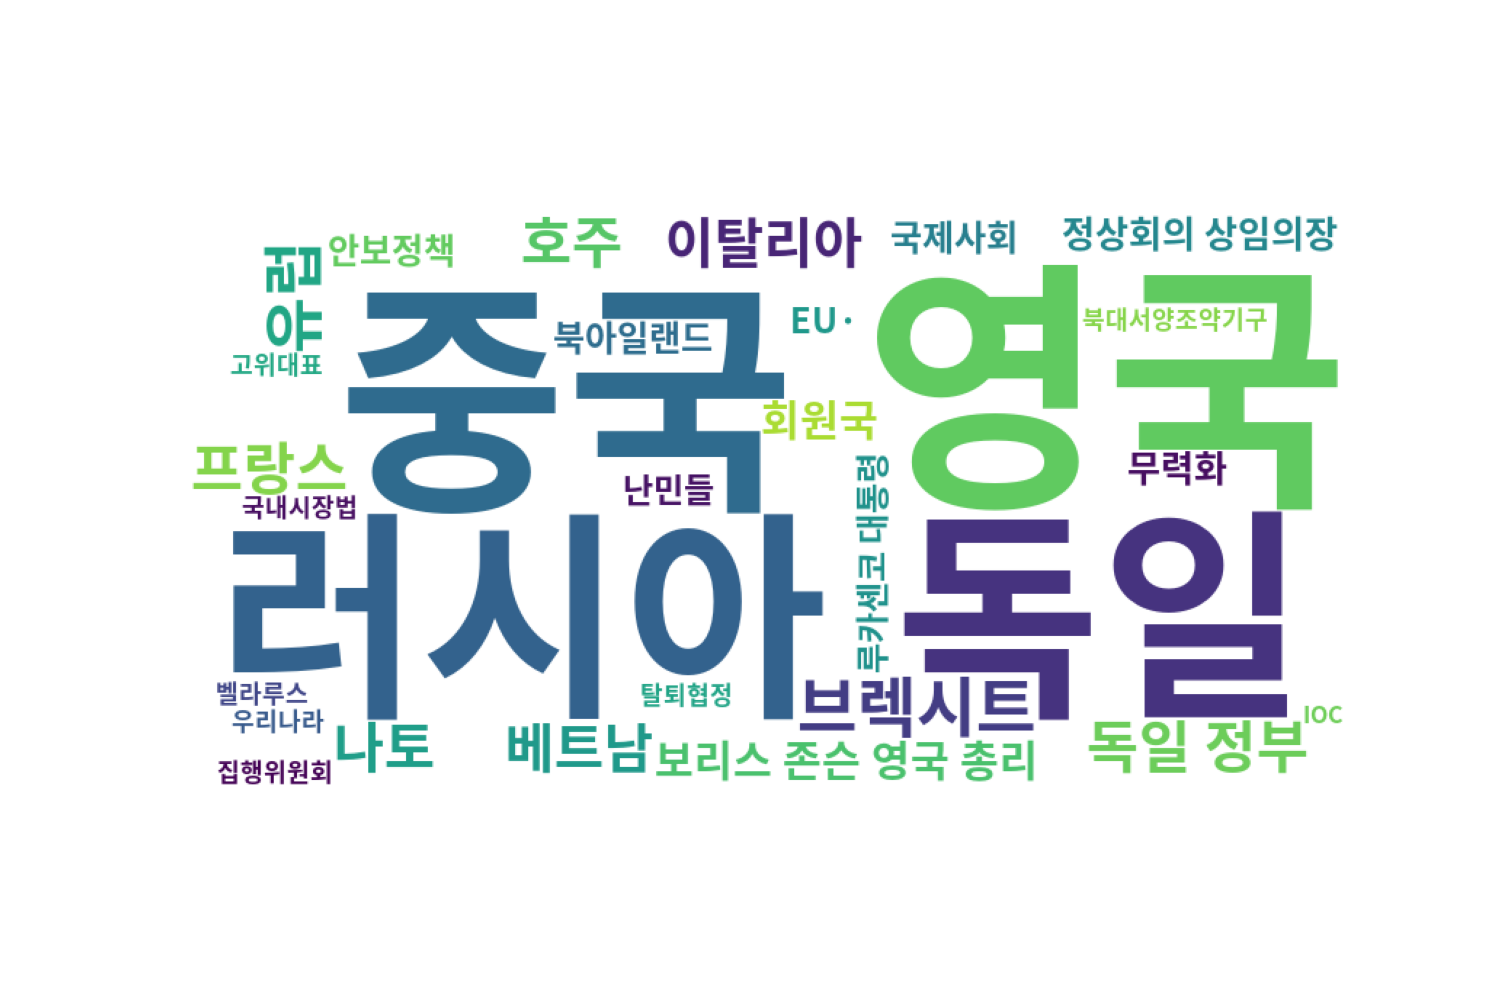 안보정책
호주
이탈리아
국제사회
정상회의 상임의장
유럽
고위대표
중국
북아일랜드
EU·
영국
북대서양조약기구
회원국
프랑스
국내시장법
난민들
무력화
루카셴코 대통령
러시아
독일
벨라루스
우리나라
탈퇴협정
브렉시트
IOC
집행위원회
나토
베트남
보리스 존슨 영국 총리
독일 정부